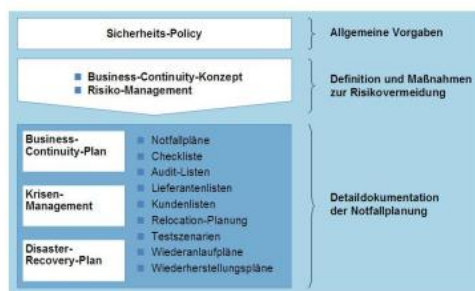 Sicherheits-Policy
Allgemeine Vorgaben
Business-Continuity-Konzept
Risiko-Management
Definition und Maßnahmen
zur Risikovermeidung
Business-
Continuity-Plan
Krisen-
Management
Disaster-
Recovery-Plan
Notfallpläne
Checkliste
Audit-Listen
Lieferantenlisten
Kundenlisten
Relocation-Planung
Testszenarien
Wiederanlaufpläne
Wiederherstellungspläne
Detaildokumentation
der Notfallplanung